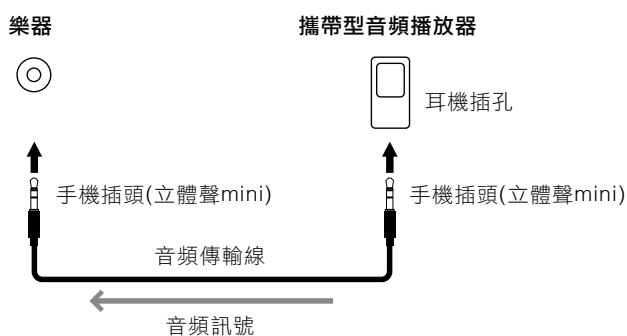 樂器
攜帶型音頻播放器
耳機插孔
手機插頭(立體聲mini)
手機插頭(立體聲mini)
音頻傳輸線
音頻訊號